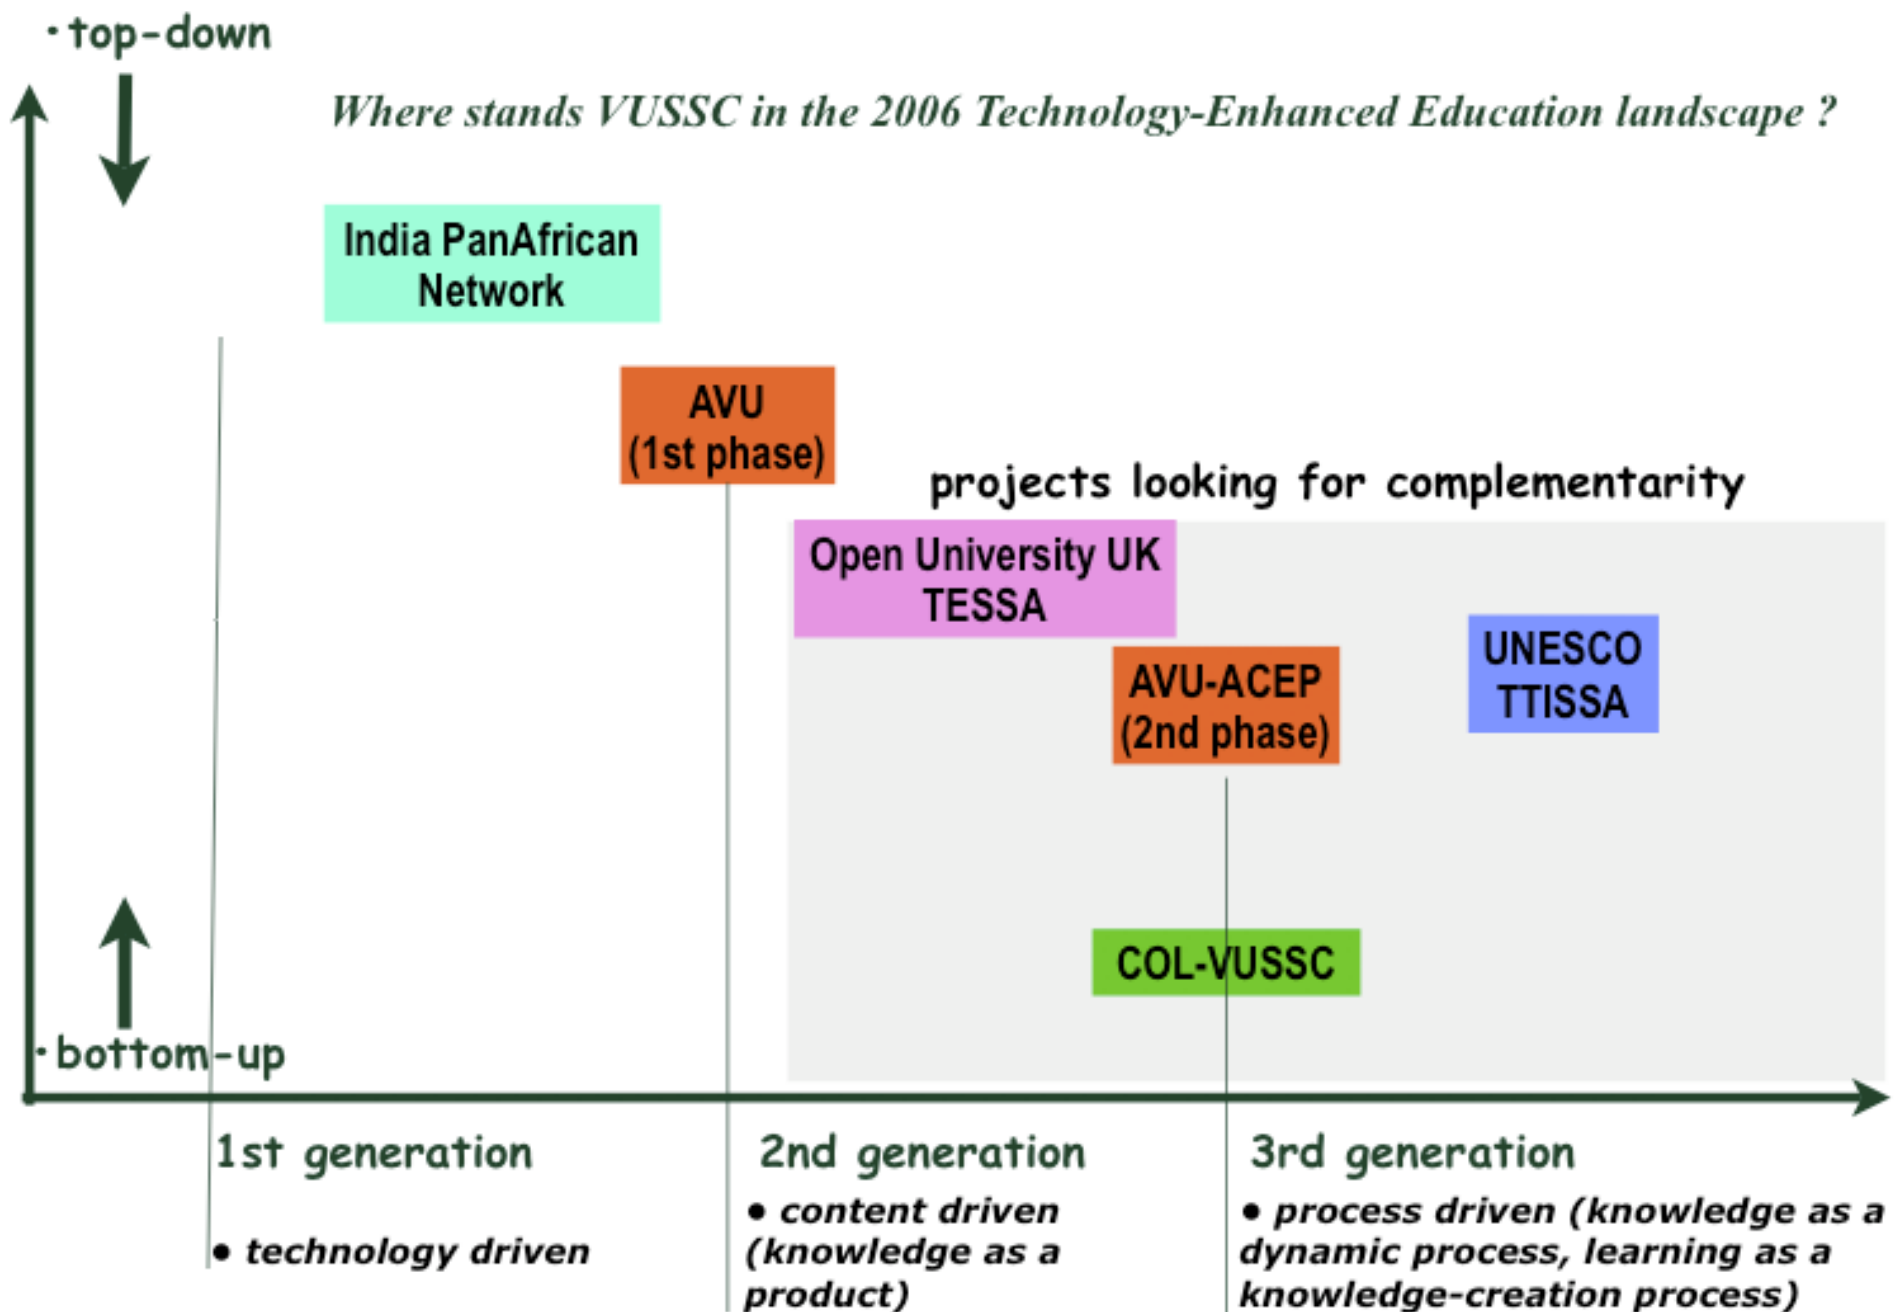 · top-down
Where stands VUSSC in the 2006 Technology-Enhanced Education landscape ?
India PanAfrican
Network
AVU
(1st phase)
projects looking for complementarity
Open University UK
TESSA
UNESCO
TTISSA
AVU-ACEP
(2nd phase)
COL-VUSSC
· bottom-up
1st generation
• technology driven
2nd generation
• content driven
(knowledge as a
product)
3rd generation
• process driven (knowledge as a
dynamic process, learning as a
knowledge-creation process)